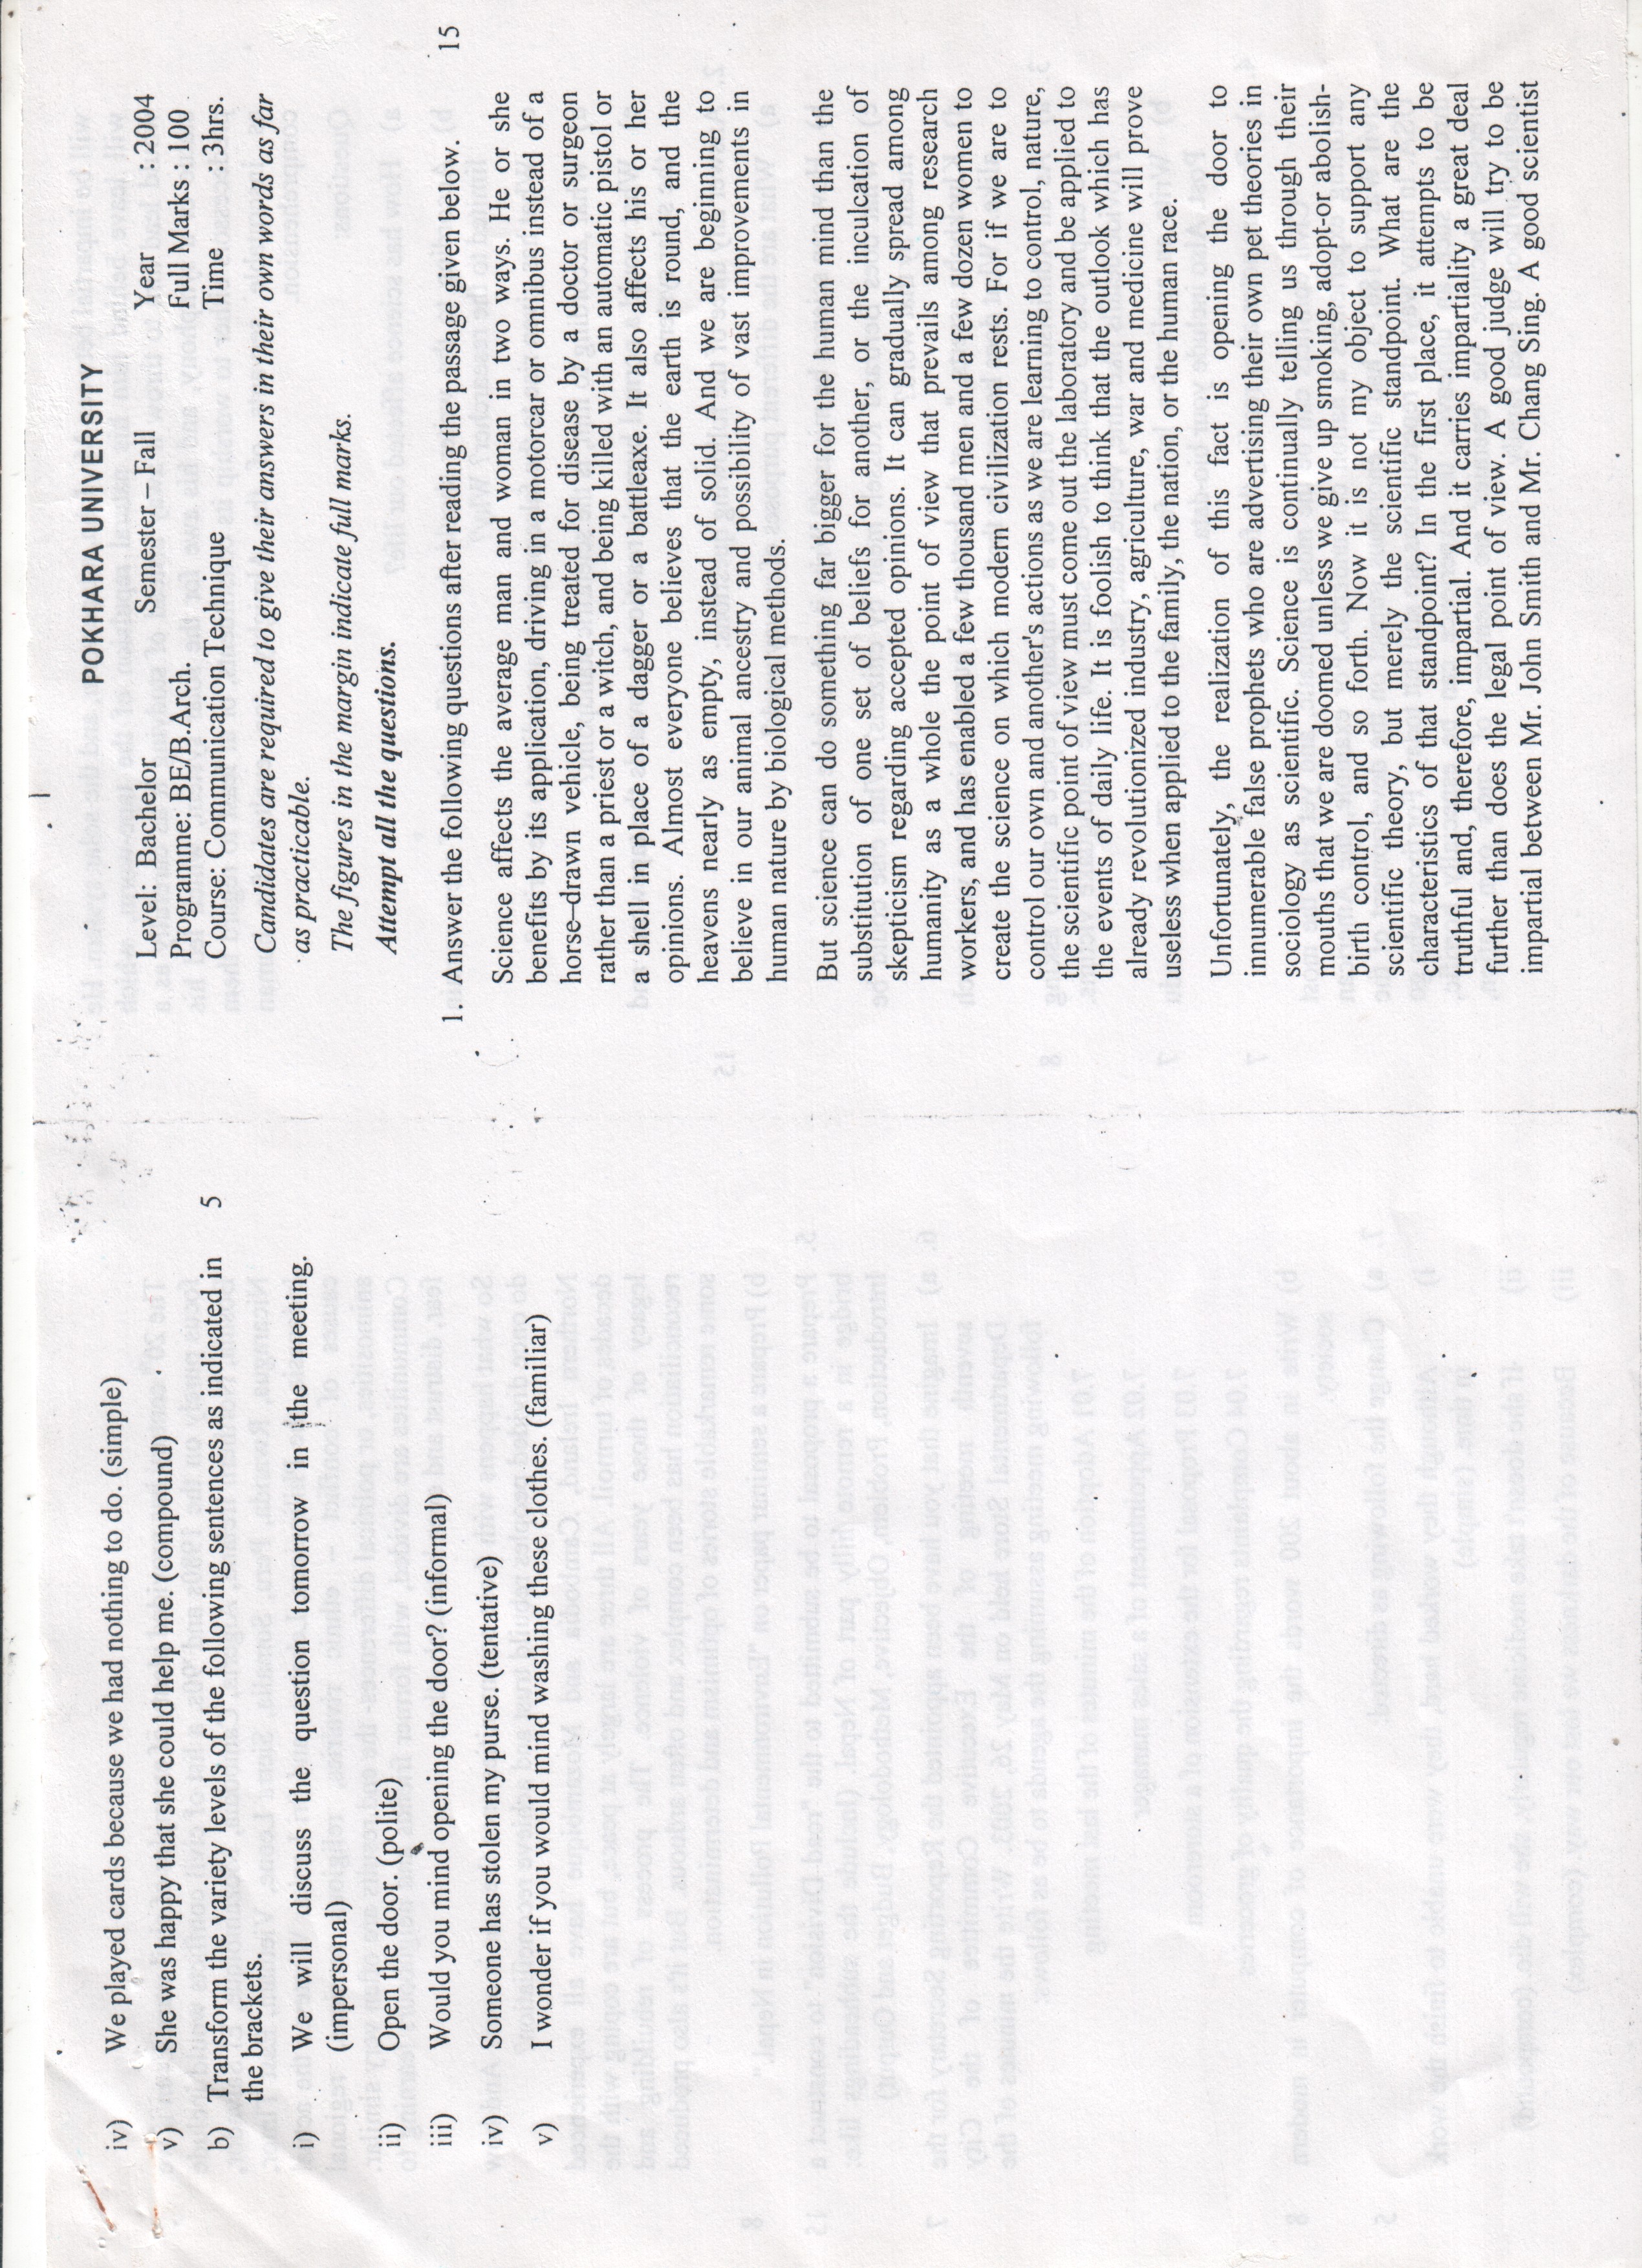 iv) We played cards because we had nothing to do. (simple)
v) She was happy that she could help me. (compound)
b) Transform the variety levels of the following sentences as indicated in 5
the brackets.
i) We will discuss the question tomorrow in the meeting.
(impersonal)
ii) Open the door. (polite)
iii) Would you mind opening the door? (informal)
iv) Someone has stolen my purse. (tentative)
v) I wonder if you would mind washing these clothes. (familiar)
POKHARA UNIVERSITY
Level: Bachelor Semester – Fall Year : 2004
Programme: BE/B.Arch. Full Marks : 100
Course: Communication Technique Time : 3hrs.
Candidates are required to give their answers in their own words as far
as practicable.
The figures in the margin indicate full marks.
Attempt all the questions.
1. Answer the following questions after reading the passage given below. 15
Science affects the average man and woman in two ways. He or she
benefits by its application, driving in a motorcar or omnibus instead of a
horse–drawn vehicle, being treated for disease by a doctor or surgeon
rather than a priest or a witch, and being killed with an automatic pistol or
a shell in place of a dagger or a battleaxe. It also affects his or her
opinions. Almost everyone believes that the earth is round, and the
heavens nearly as empty, instead of solid. And we are beginning to
believe in our animal ancestry and possibility of vast improvements in
human nature by biological methods.
But science can do something far bigger for the human mind than the
substitution of one set of beliefs for another, or the inculcation of
skepticism regarding accepted opinions. It can gradually spread among
humanity as a whole the point of view that prevails among research
workers, and has enabled a few thousand men and a few dozen women to
create the science on which modern civilization rests. For if we are to
control our own and another's actions as we are learning to control, nature,
the scientific point of view must come out the laboratory and be applied to
the events of daily life. It is foolish to think that the outlook which has
already revolutionized industry, agriculture, war and medicine will prove
useless when applied to the family, the nation, or the human race.
Unfortunately, the realization of this fact is opening the door to
innumerable false prophets who are advertising their own pet theories in
sociology as scientific. Science is continually telling us through their
mouths that we are doomed unless we give up smoking, adopt-or abolish-
birth control, and so forth. Now it is not my object to support any
scientific theory, but merely the scientific standpoint. What are the
characteristics of that standpoint? In the first place, it attempts to be
truthful and, therefore, impartial. And it carries impartiality a great deal
further than does the legal point of view. A good judge will try to be
impartial between Mr. John Smith and Mr. Chang Sing. A good scientist